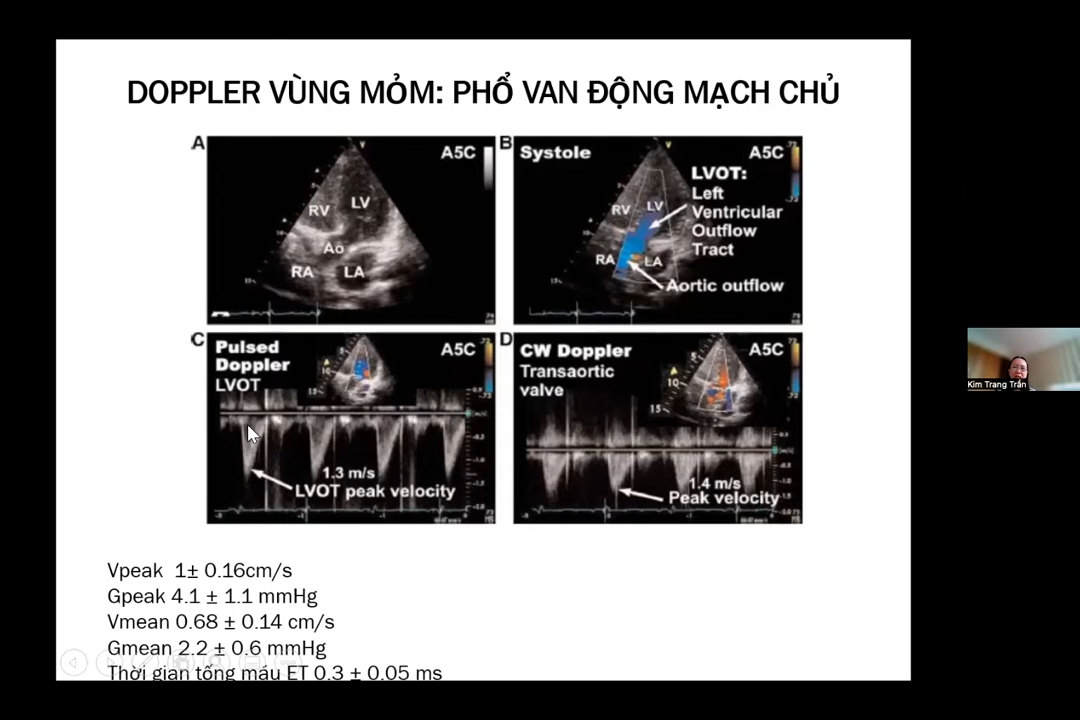 DOPPLER VÙNG MỎM: PHỔ VAN ĐỘNG MẠCH CHỦ
A
A5C
RV
LV
Ao
RA
LA
B
Systole
A5C
LVOT:
Left
Ventricular
Outflow
Tract
RV
LV
RA
LA
Aortic outflow
C
Pulsed
Doppler
LVOT
A5C
1.3 m/s
LVOT peak velocity
D
CW Doppler
Transaortic
valve
A5C
1.4 m/s
Peak velocity
Vpeak 1± 0.16cm/s
Gpeak 4.1 ± 1.1 mmHg
Vmean 0.68 ± 0.14 cm/s
Gmean 2.2 ± 0.6 mmHg
Thời gian tống máu ET 0.3 ± 0.05 ms
Kim Trang Trần